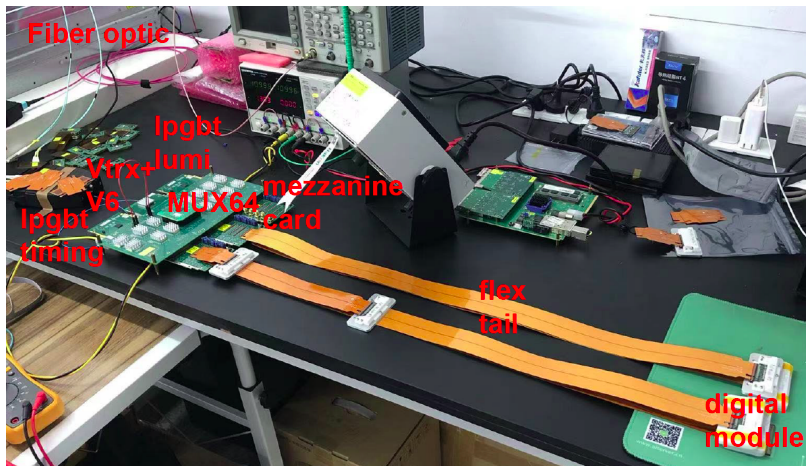 Fiber optic
lpgbt
lumi
Vtrx+
V6
MUX64
mezzanine
card
lpgbt
timing
flex
tail
digital
module